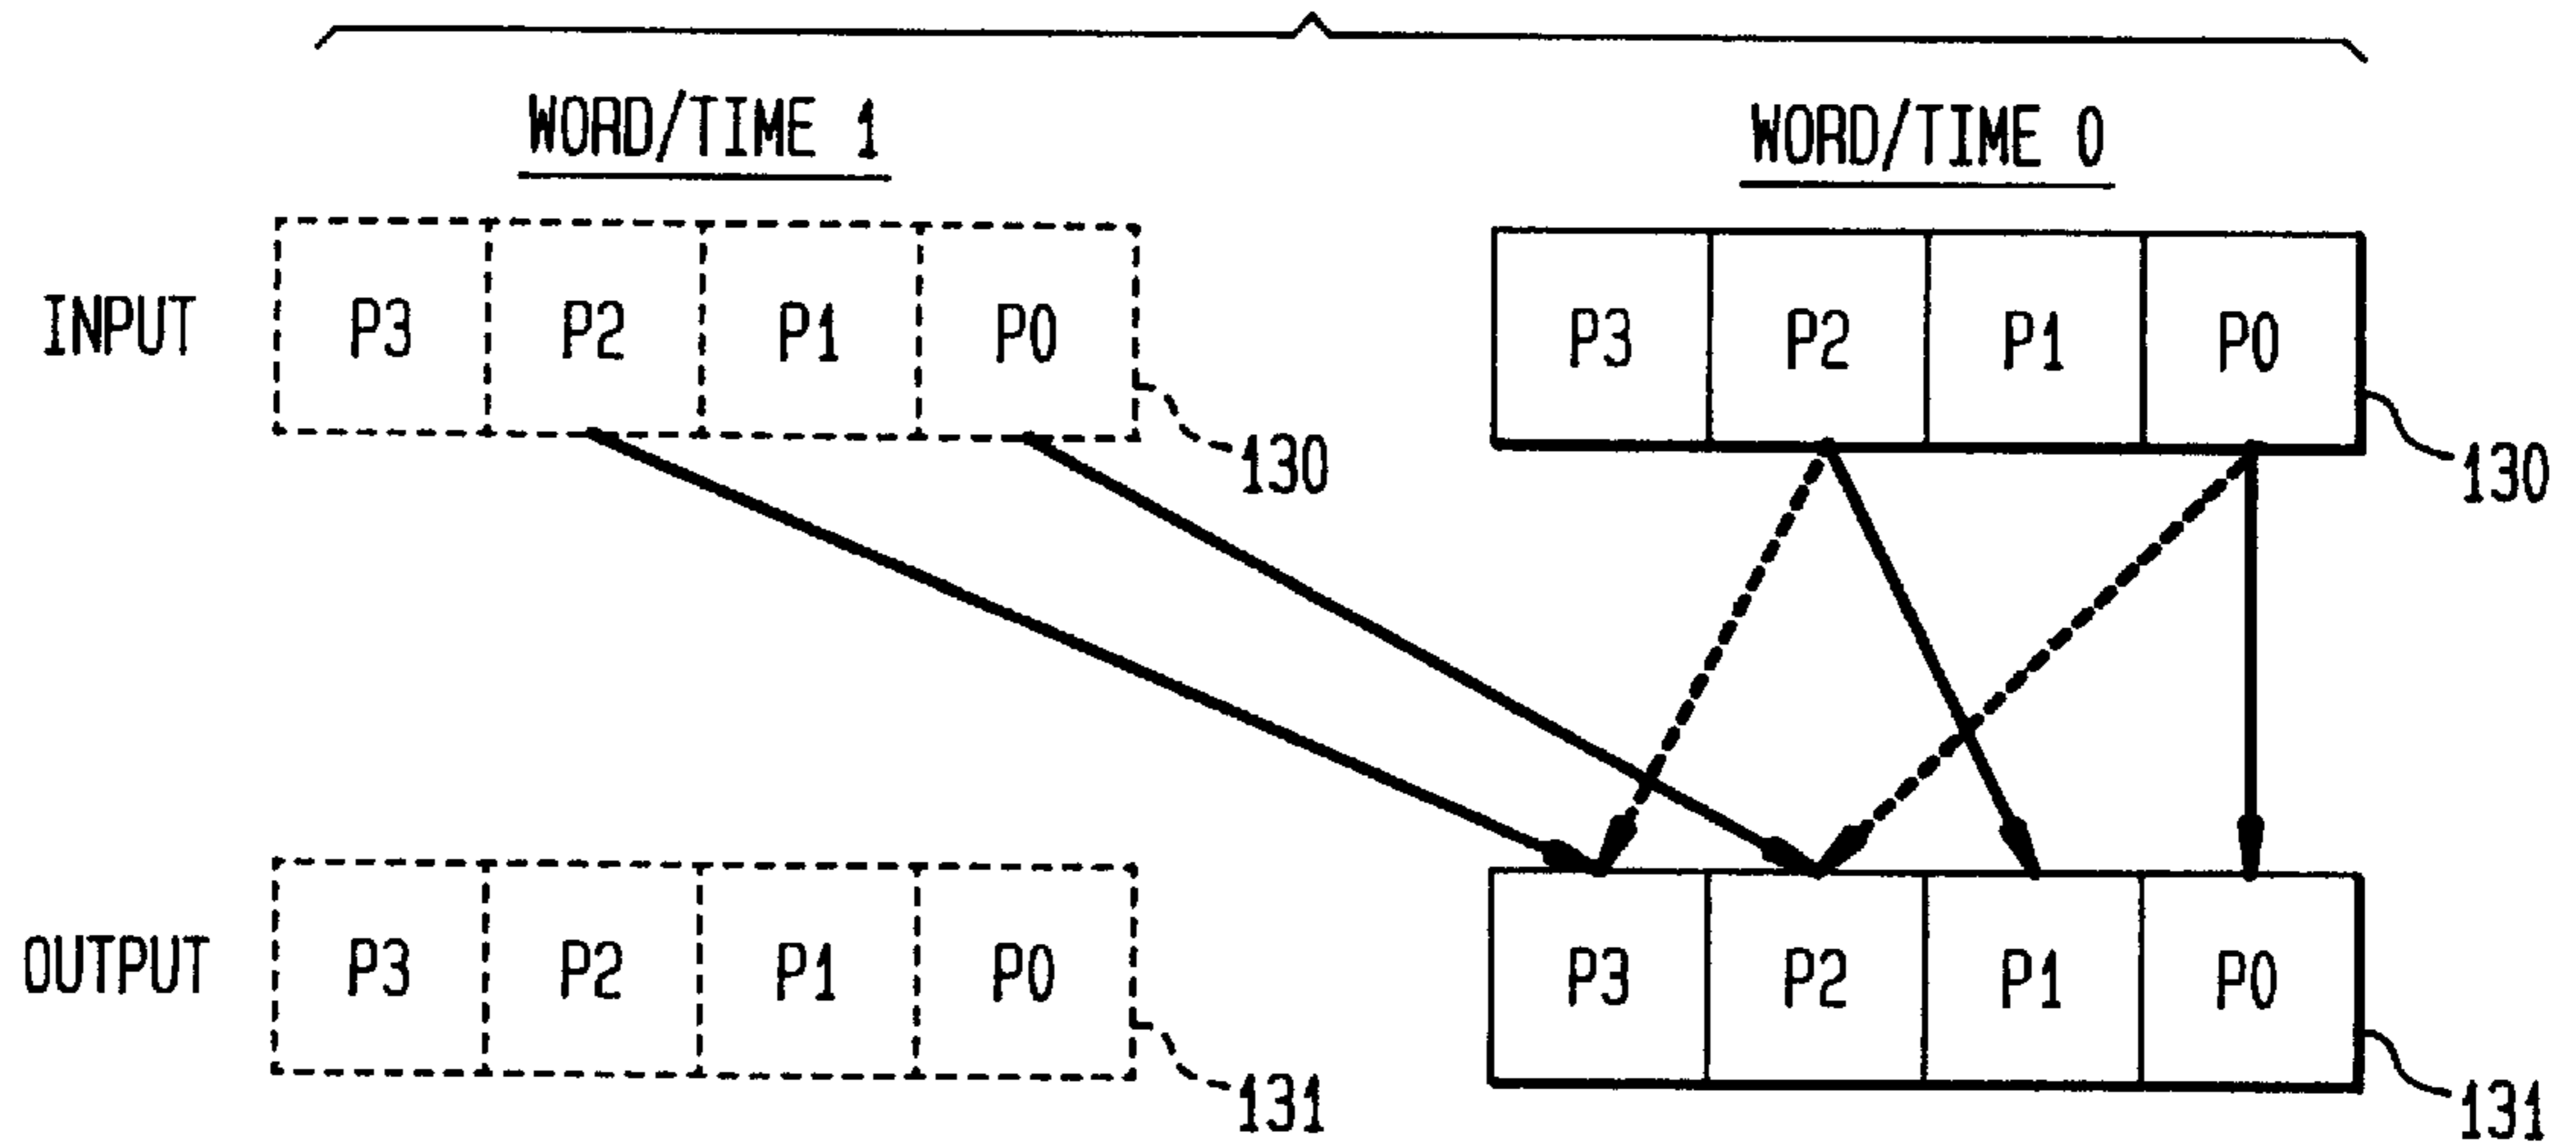 WORD/TIME 1 WORD/TIME 0
INPUT P3 P2 P1 P0 P3 P2 P1 P0
130 130
OUTPUT P3 P2 P1 P0 P3 P2 P1 P0
131 131